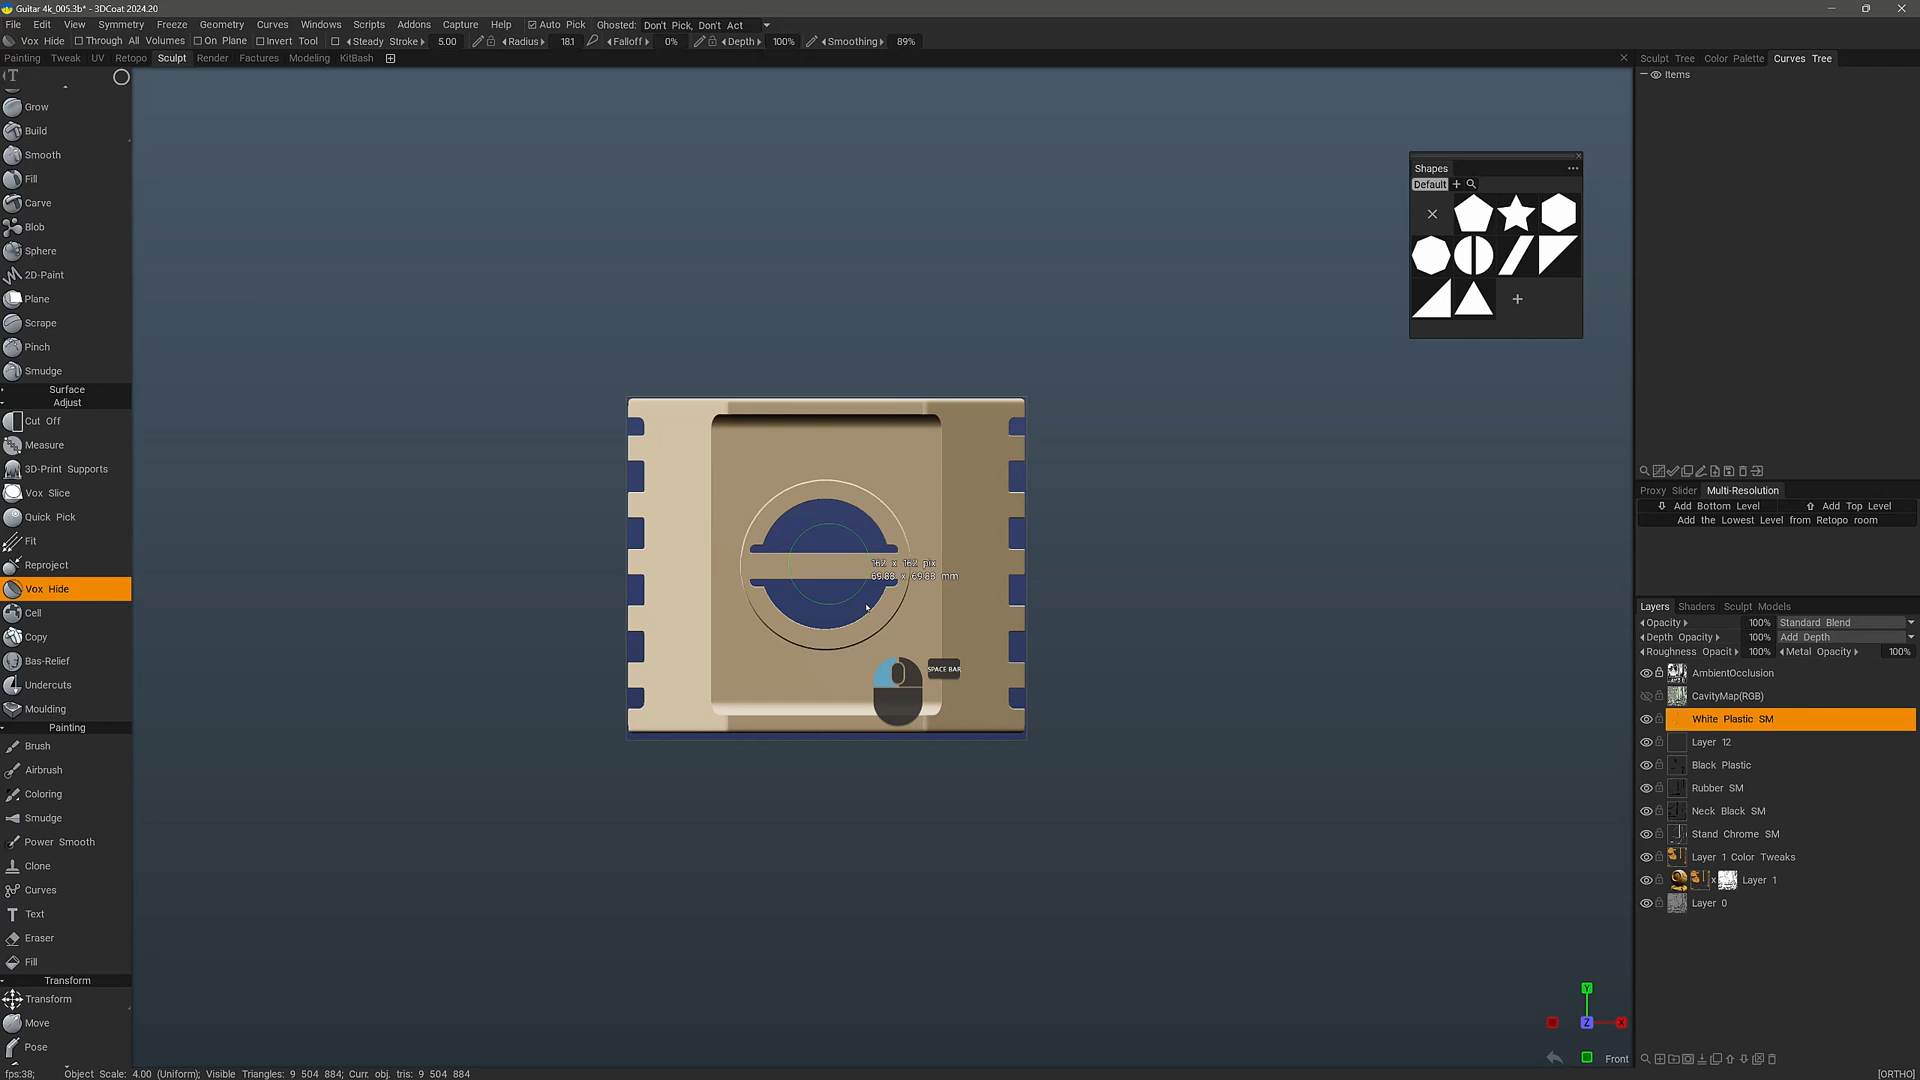 Guitar 4k_005.3b* - 3DCoat 2024.20
File Edit View Symmetry Freeze Geometry Curves Windows Scripts Addons Capture Help Auto Pick Ghosted: Don't Pick, Don't Act
Vox Hide Through All Volumes On Plane Invert Tool Steady Stroke 5.00 Radius 18.1 Falloff 0% Depth 100% Smoothing 89%
Painting Tweak UV Retopo Sculpt Render Factures Modeling KitBash
Sculpt Tree Color Palette Curves Tree
Items
T
Grow
Build
Smooth
Fill
Carve
Blob
Sphere
2D-Paint
Plane
Scrape
Pinch
Smudge
Surface
Adjust
Cut Off
Measure
3D-Print Supports
Vox Slice
Quick Pick
Fit
Reproject
Vox Hide
Cell
Copy
Bas-Relief
Undercuts
Moulding
Painting
Brush
Airbrush
Coloring
Smudge
Power Smooth
Clone
Curves
Text
Eraser
Fill
Transform
Transform
Move
Pose
Shapes
Default
162 x 162 pix
69.88 x 69.88 mm
SPACE BAR
Proxy Slider Multi-Resolution
Add Bottom Level Add Top Level
Add the Lowest Level from Retopo room
Layers Shaders Sculpt Models
Opacity 100% Standard Blend
Depth Opacity 100% Add Depth
Roughness Opacit 100% Metal Opacity 100%
AmbientOcclusion
CavityMap(RGB)
White Plastic SM
Layer 12
Black Plastic
Rubber SM
Neck Black SM
Stand Chrome SM
Layer 1 Color Tweaks
x Layer 1
Layer 0
Y
Z X
Front
fps:38; Object Scale: 4.00 (Uniform); Visible Triangles: 9 504 884; Curr. obj. tris: 9 504 884
[ORTHO]